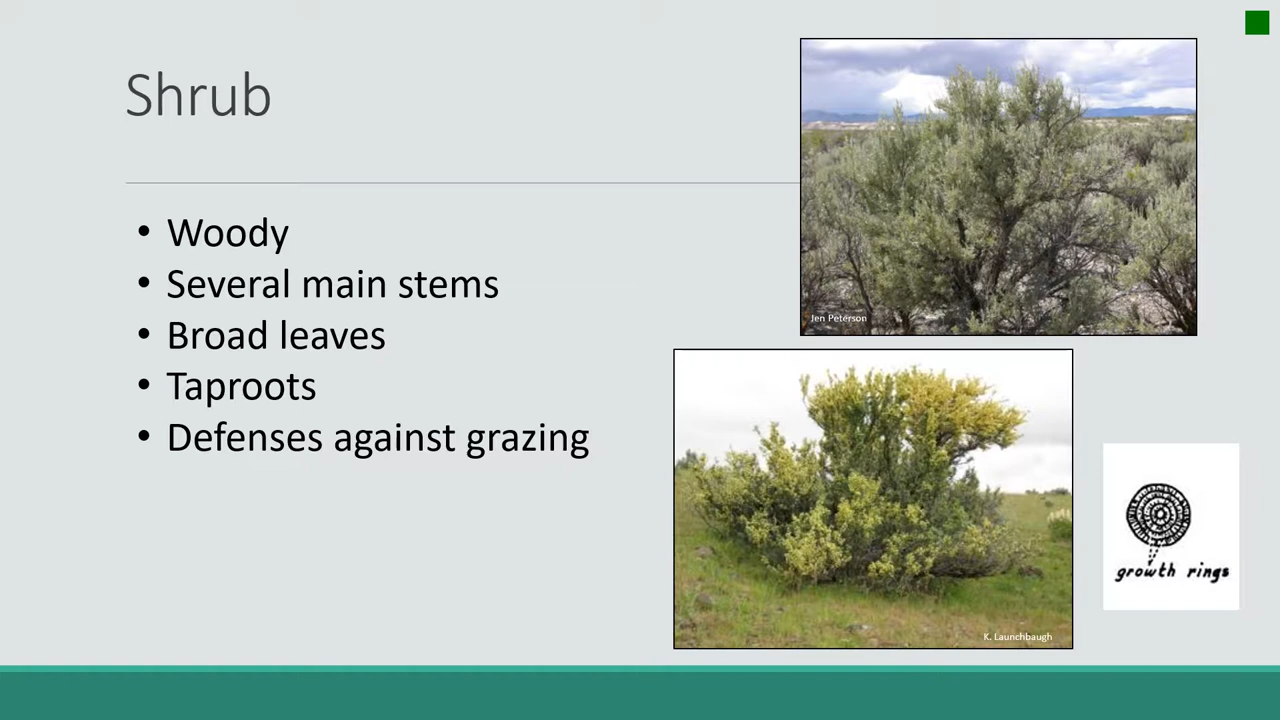 Shrub
• Woody
• Several main stems
• Broad leaves
• Taproots
• Defenses against grazing
Jen Peterson
K. Launchbaugh
growth rings